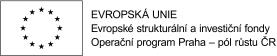 EVROPSKÁ UNIE
Evropské strukturální a investiční fondy
Operační program Praha – pól růstu ČR